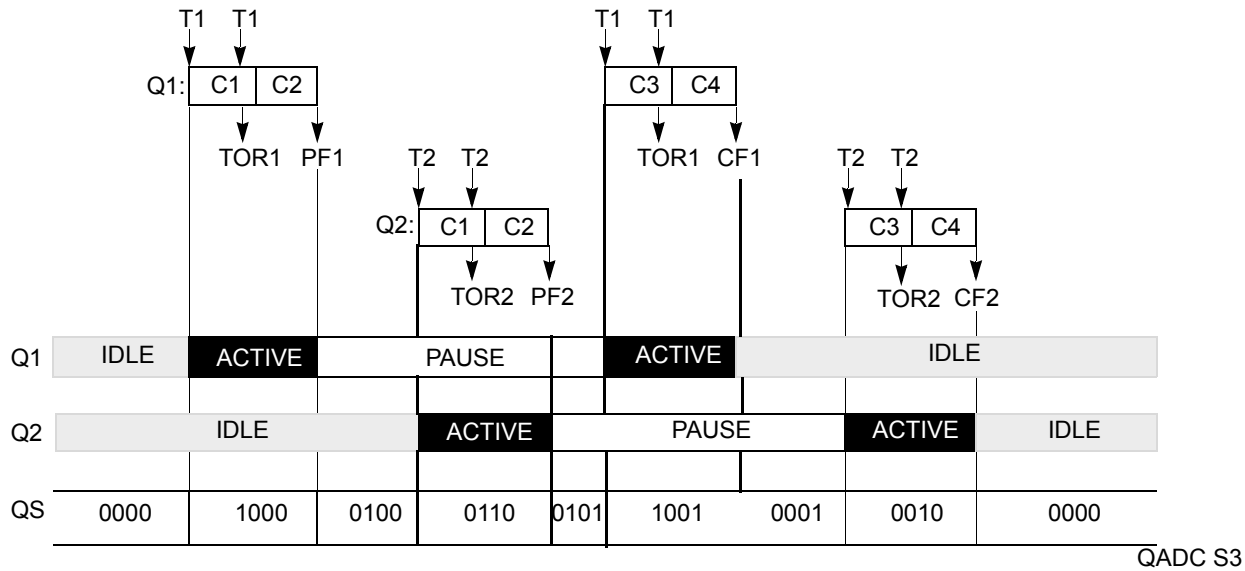 T1 T1 T1 T1
Q1: C1 C2 C3 C4
TOR1 PF1 T2 T2 TOR1 CF1 T2 T2
Q2: C1 C2 C3 C4
TOR2 PF2 TOR2 CF2
Q1 IDLE ACTIVE PAUSE ACTIVE IDLE
Q2 IDLE ACTIVE PAUSE ACTIVE IDLE
QS 0000 1000 0100 0110 0101 1001 0001 0010 0000
QADC S3